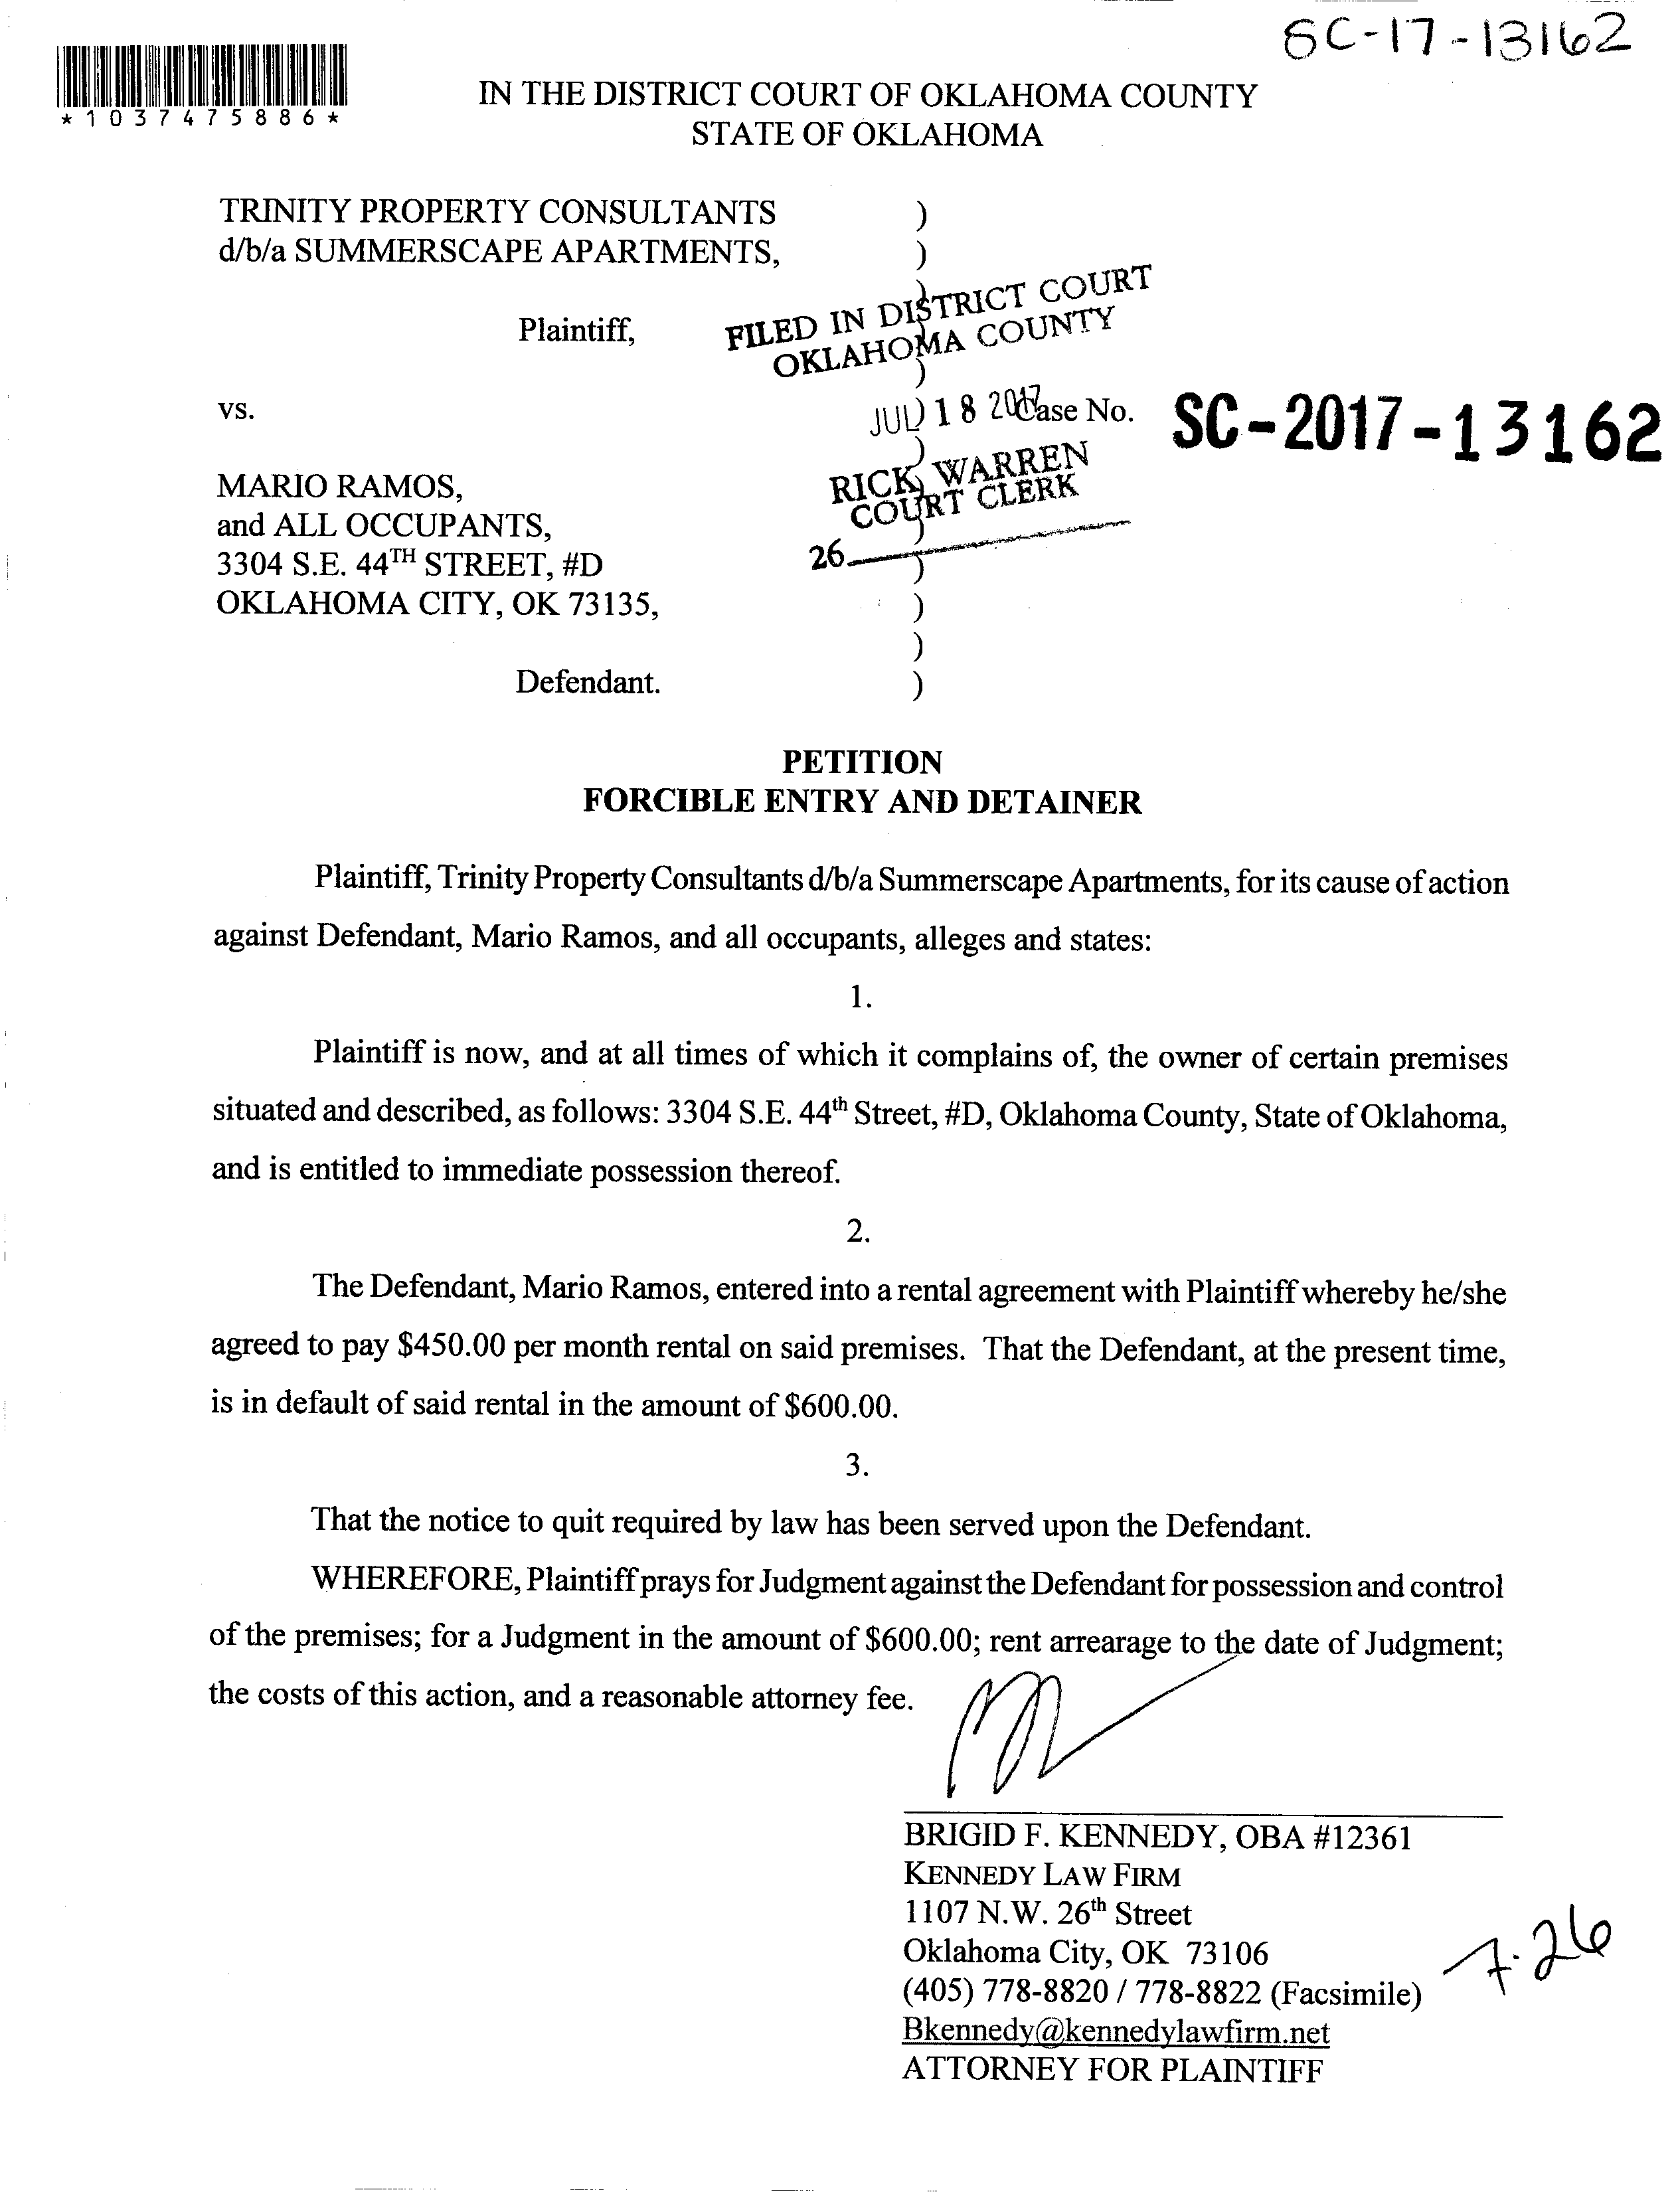 SC-17-13162
*1037475886*
IN THE DISTRICT COURT OF OKLAHOMA COUNTY
STATE OF OKLAHOMA
TRINITY PROPERTY CONSULTANTS )
d/b/a SUMMERSCAPE APARTMENTS, )
)
Plaintiff,
FILED IN DISTRICT COURT
OKLAHOMA COUNTY
)
vs.
JUL 18 2017
) Case No. SC-2017-13162
)
RICK WARREN
COURT CLERK
26
MARIO RAMOS, )
and ALL OCCUPANTS, )
3304 S.E. 44TH STREET, #D )
OKLAHOMA CITY, OK 73135, )
)
Defendant. )
PETITION
FORCIBLE ENTRY AND DETAINER
Plaintiff, Trinity Property Consultants d/b/a Summerscape Apartments, for its cause of action
against Defendant, Mario Ramos, and all occupants, alleges and states:
1.
Plaintiff is now, and at all times of which it complains of, the owner of certain premises
situated and described, as follows: 3304 S.E. 44th Street, #D, Oklahoma County, State of Oklahoma,
and is entitled to immediate possession thereof.
2.
The Defendant, Mario Ramos, entered into a rental agreement with Plaintiff whereby he/she
agreed to pay $450.00 per month rental on said premises. That the Defendant, at the present time,
is in default of said rental in the amount of $600.00.
3.
That the notice to quit required by law has been served upon the Defendant.
WHEREFORE, Plaintiff prays for Judgment against the Defendant for possession and control
of the premises; for a Judgment in the amount of $600.00; rent arrearage to the date of Judgment;
the costs of this action, and a reasonable attorney fee.
BRIGID F. KENNEDY, OBA #12361
KENNEDY LAW FIRM
1107 N.W. 26th Street
Oklahoma City, OK 73106
(405) 778-8820 / 778-8822 (Facsimile)
Bkennedy@kennedylawfirm.net
ATTORNEY FOR PLAINTIFF
7.26